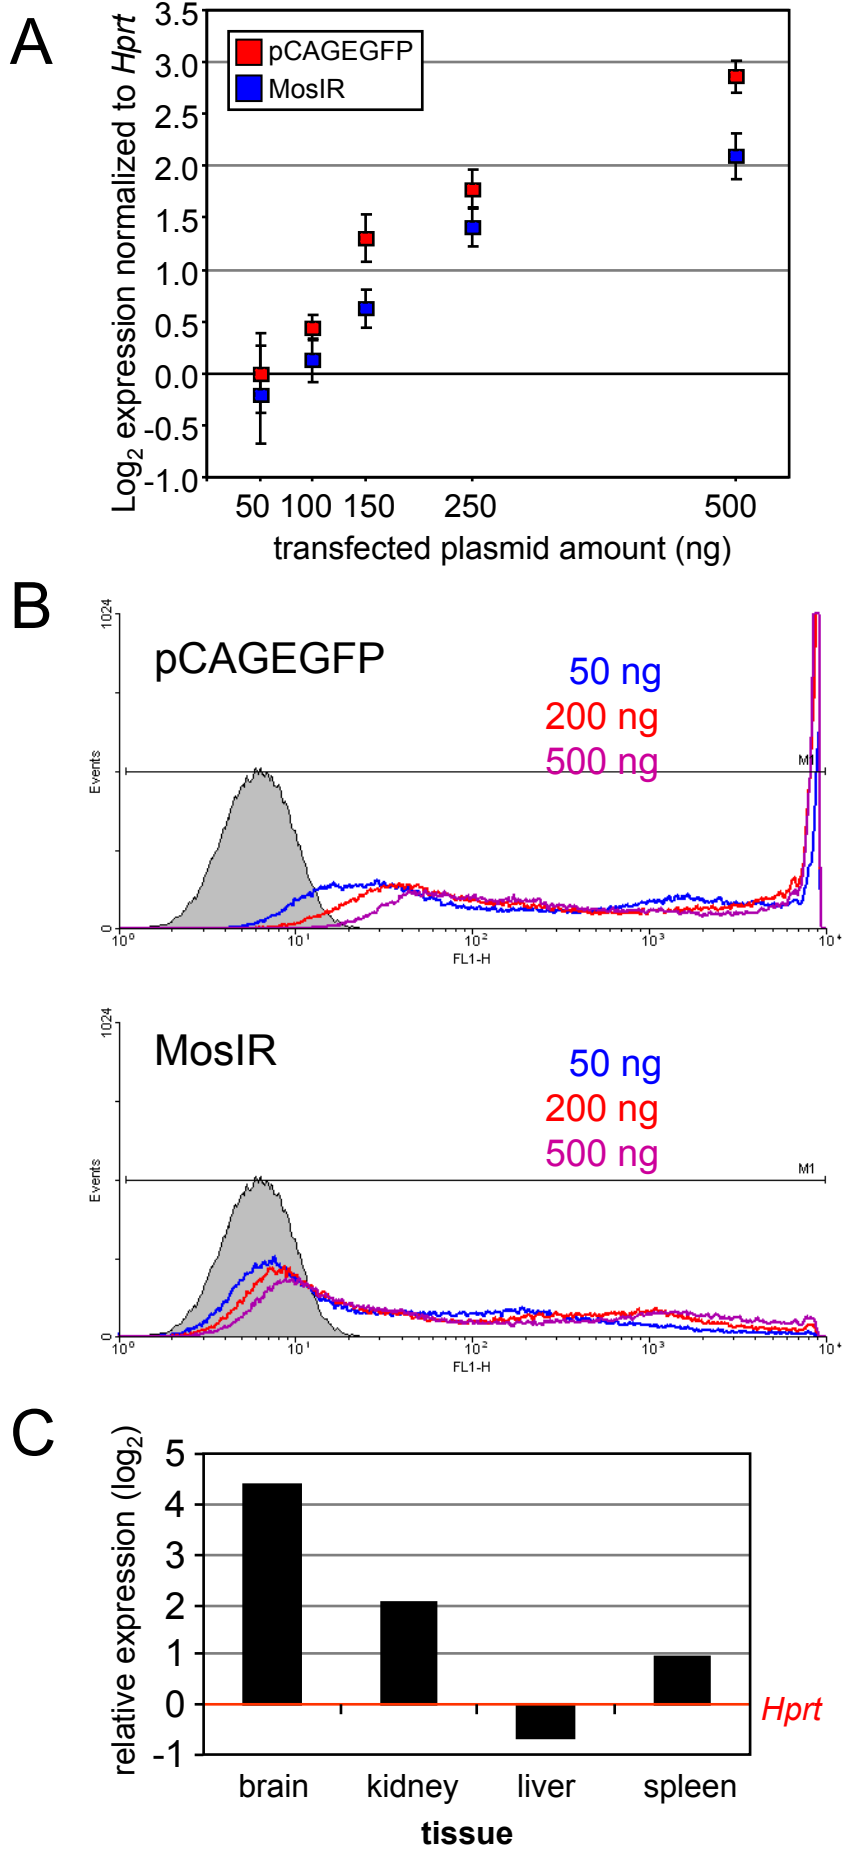 A
Log2 expression normalized to Hprt
3.5
3.0
2.5
2.0
1.5
1.0
0.5
0.0
-0.5
-1.0
pCAGEGFP
MosIR
50 100 150 250 500
transfected plasmid amount (ng)
B
1024
Events
0
pCAGEGFP
50 ng
200 ng
500 ng
M1
10⁰ 10¹ 10² 10³ 10⁴
FL1-H
1024
Events
0
MosIR
50 ng
200 ng
500 ng
M1
10⁰ 10¹ 10² 10³ 10⁴
FL1-H
C
relative expression (log2)
5
4
3
2
1
0
-1
Hprt
brain kidney liver spleen
tissue